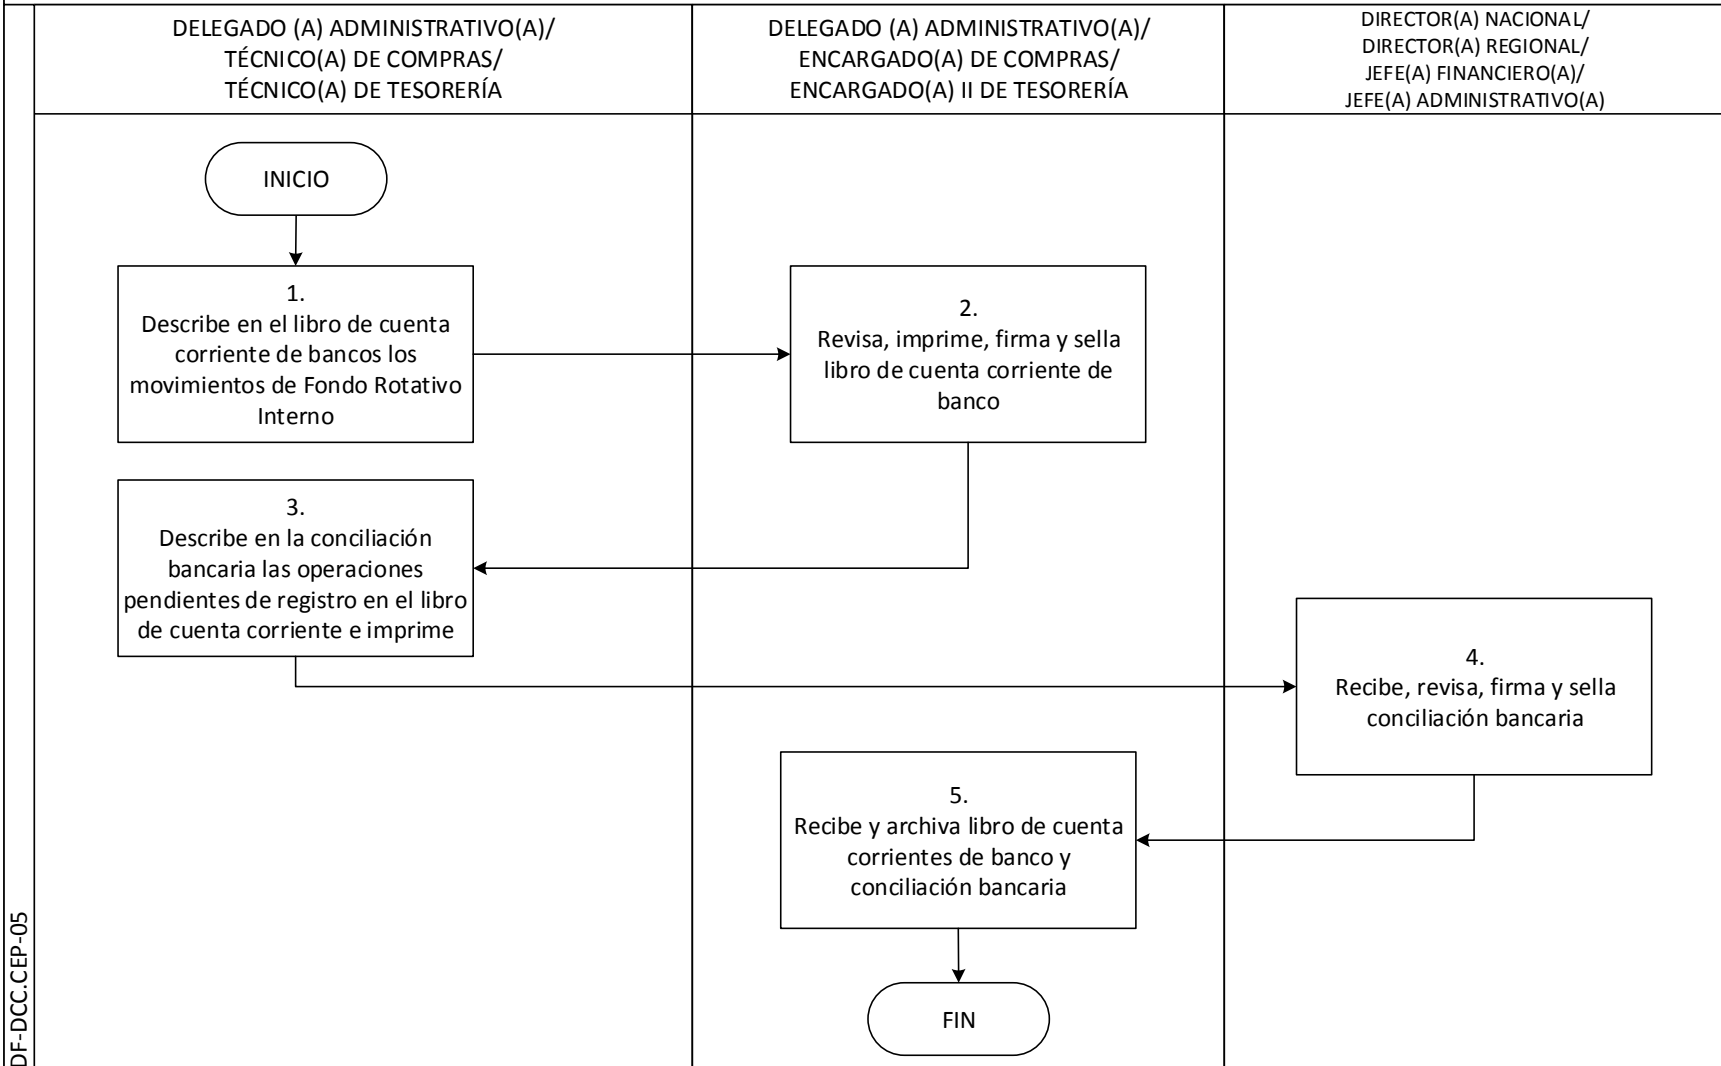 DELEGADO (A) ADMINISTRATIVO(A)/
TÉCNICO(A) DE COMPRAS/
TÉCNICO(A) DE TESORERÍA
DELEGADO (A) ADMINISTRATIVO(A)/
ENCARGADO(A) DE COMPRAS/
ENCARGADO(A) II DE TESORERÍA
DIRECTOR(A) NACIONAL/
DIRECTOR(A) REGIONAL/
JEFE(A) FINANCIERO(A)/
JEFE(A) ADMINISTRATIVO(A)
INICIO
1.
Describe en el libro de cuenta
corriente de bancos los
movimientos de Fondo Rotativo
Interno
2.
Revisa, imprime, firma y sella
libro de cuenta corriente de
banco
3.
Describe en la conciliación
bancaria las operaciones
pendientes de registro en el libro
de cuenta corriente e imprime
4.
Recibe, revisa, firma y sella
conciliación bancaria
5.
Recibe y archiva libro de cuenta
corrientes de banco y
conciliación bancaria
FIN
DF-DCC.CEP-05